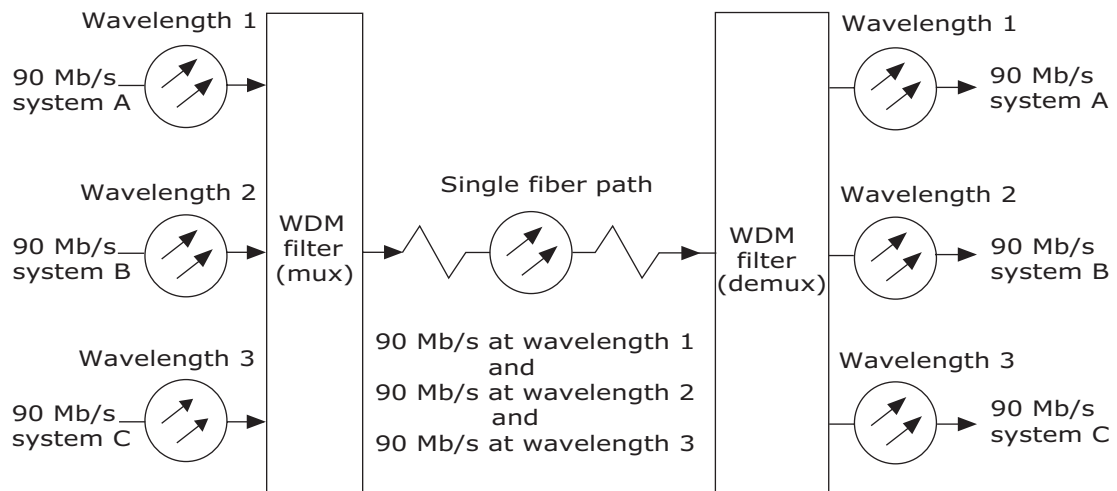 Wavelength 1
90 Mb/s
system A
Wavelength 2
90 Mb/s
system B
Wavelength 3
90 Mb/s
system C
WDM
filter
(mux)
Single fiber path
90 Mb/s at wavelength 1
and
90 Mb/s at wavelength 2
and
90 Mb/s at wavelength 3
WDM
filter
(demux)
Wavelength 1
90 Mb/s
system A
Wavelength 2
90 Mb/s
system B
Wavelength 3
90 Mb/s
system C